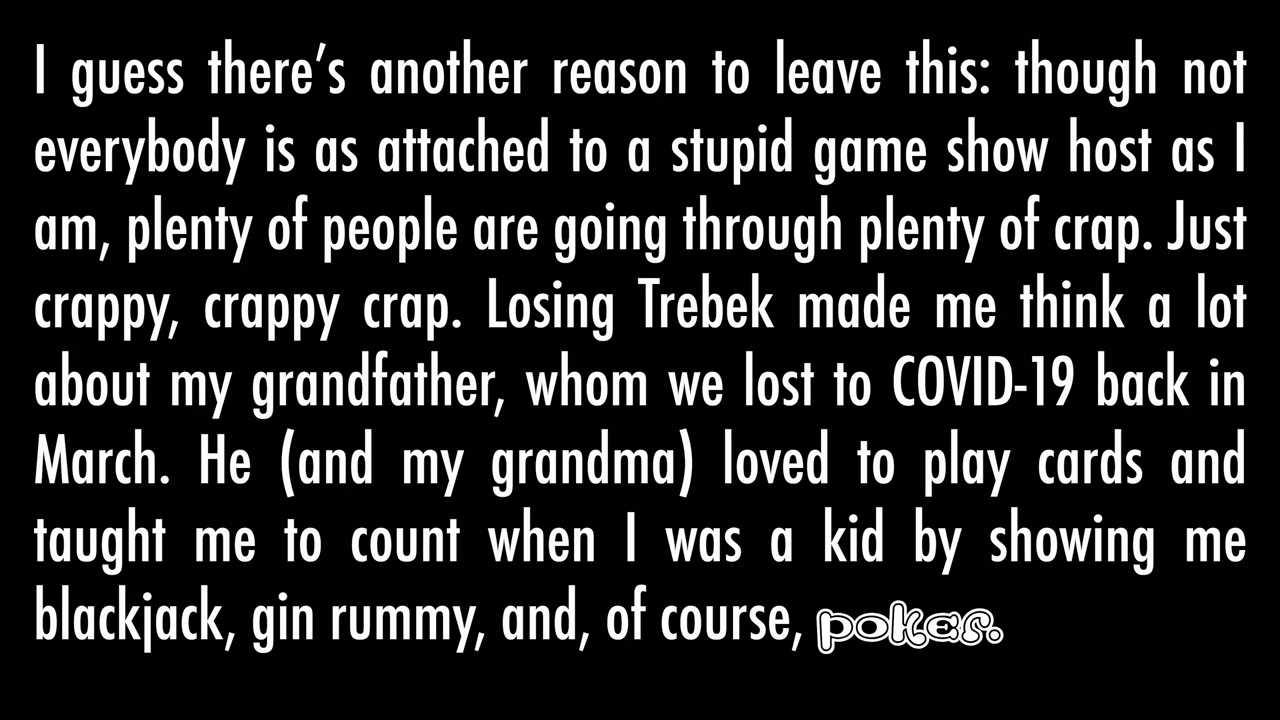 I guess there’s another reason to leave this: though not
everybody is as attached to a stupid game show host as I
am, plenty of people are going through plenty of crap. Just
crappy, crappy crap. Losing Trebek made me think a lot
about my grandfather, whom we lost to COVID-19 back in
March. He (and my grandma) loved to play cards and
taught me to count when I was a kid by showing me
blackjack, gin rummy, and, of course, poker.